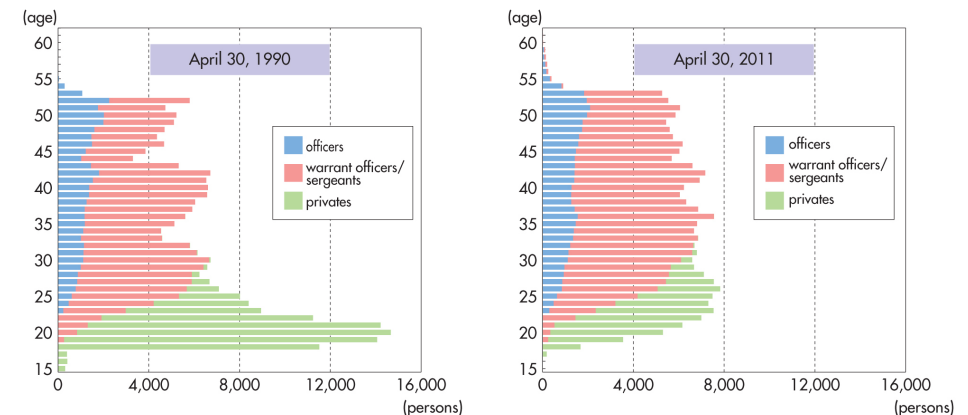 (age)
60
55
50
45
40
35
30
25
20
15
0
4,000
8,000
12,000
16,000
(persons)
April 30, 1990
officers
warrant officers/
sergeants
privates
(age)
60
55
50
45
40
35
30
25
20
15
0
4,000
8,000
12,000
16,000
(persons)
April 30, 2011
officers
warrant officers/
sergeants
privates